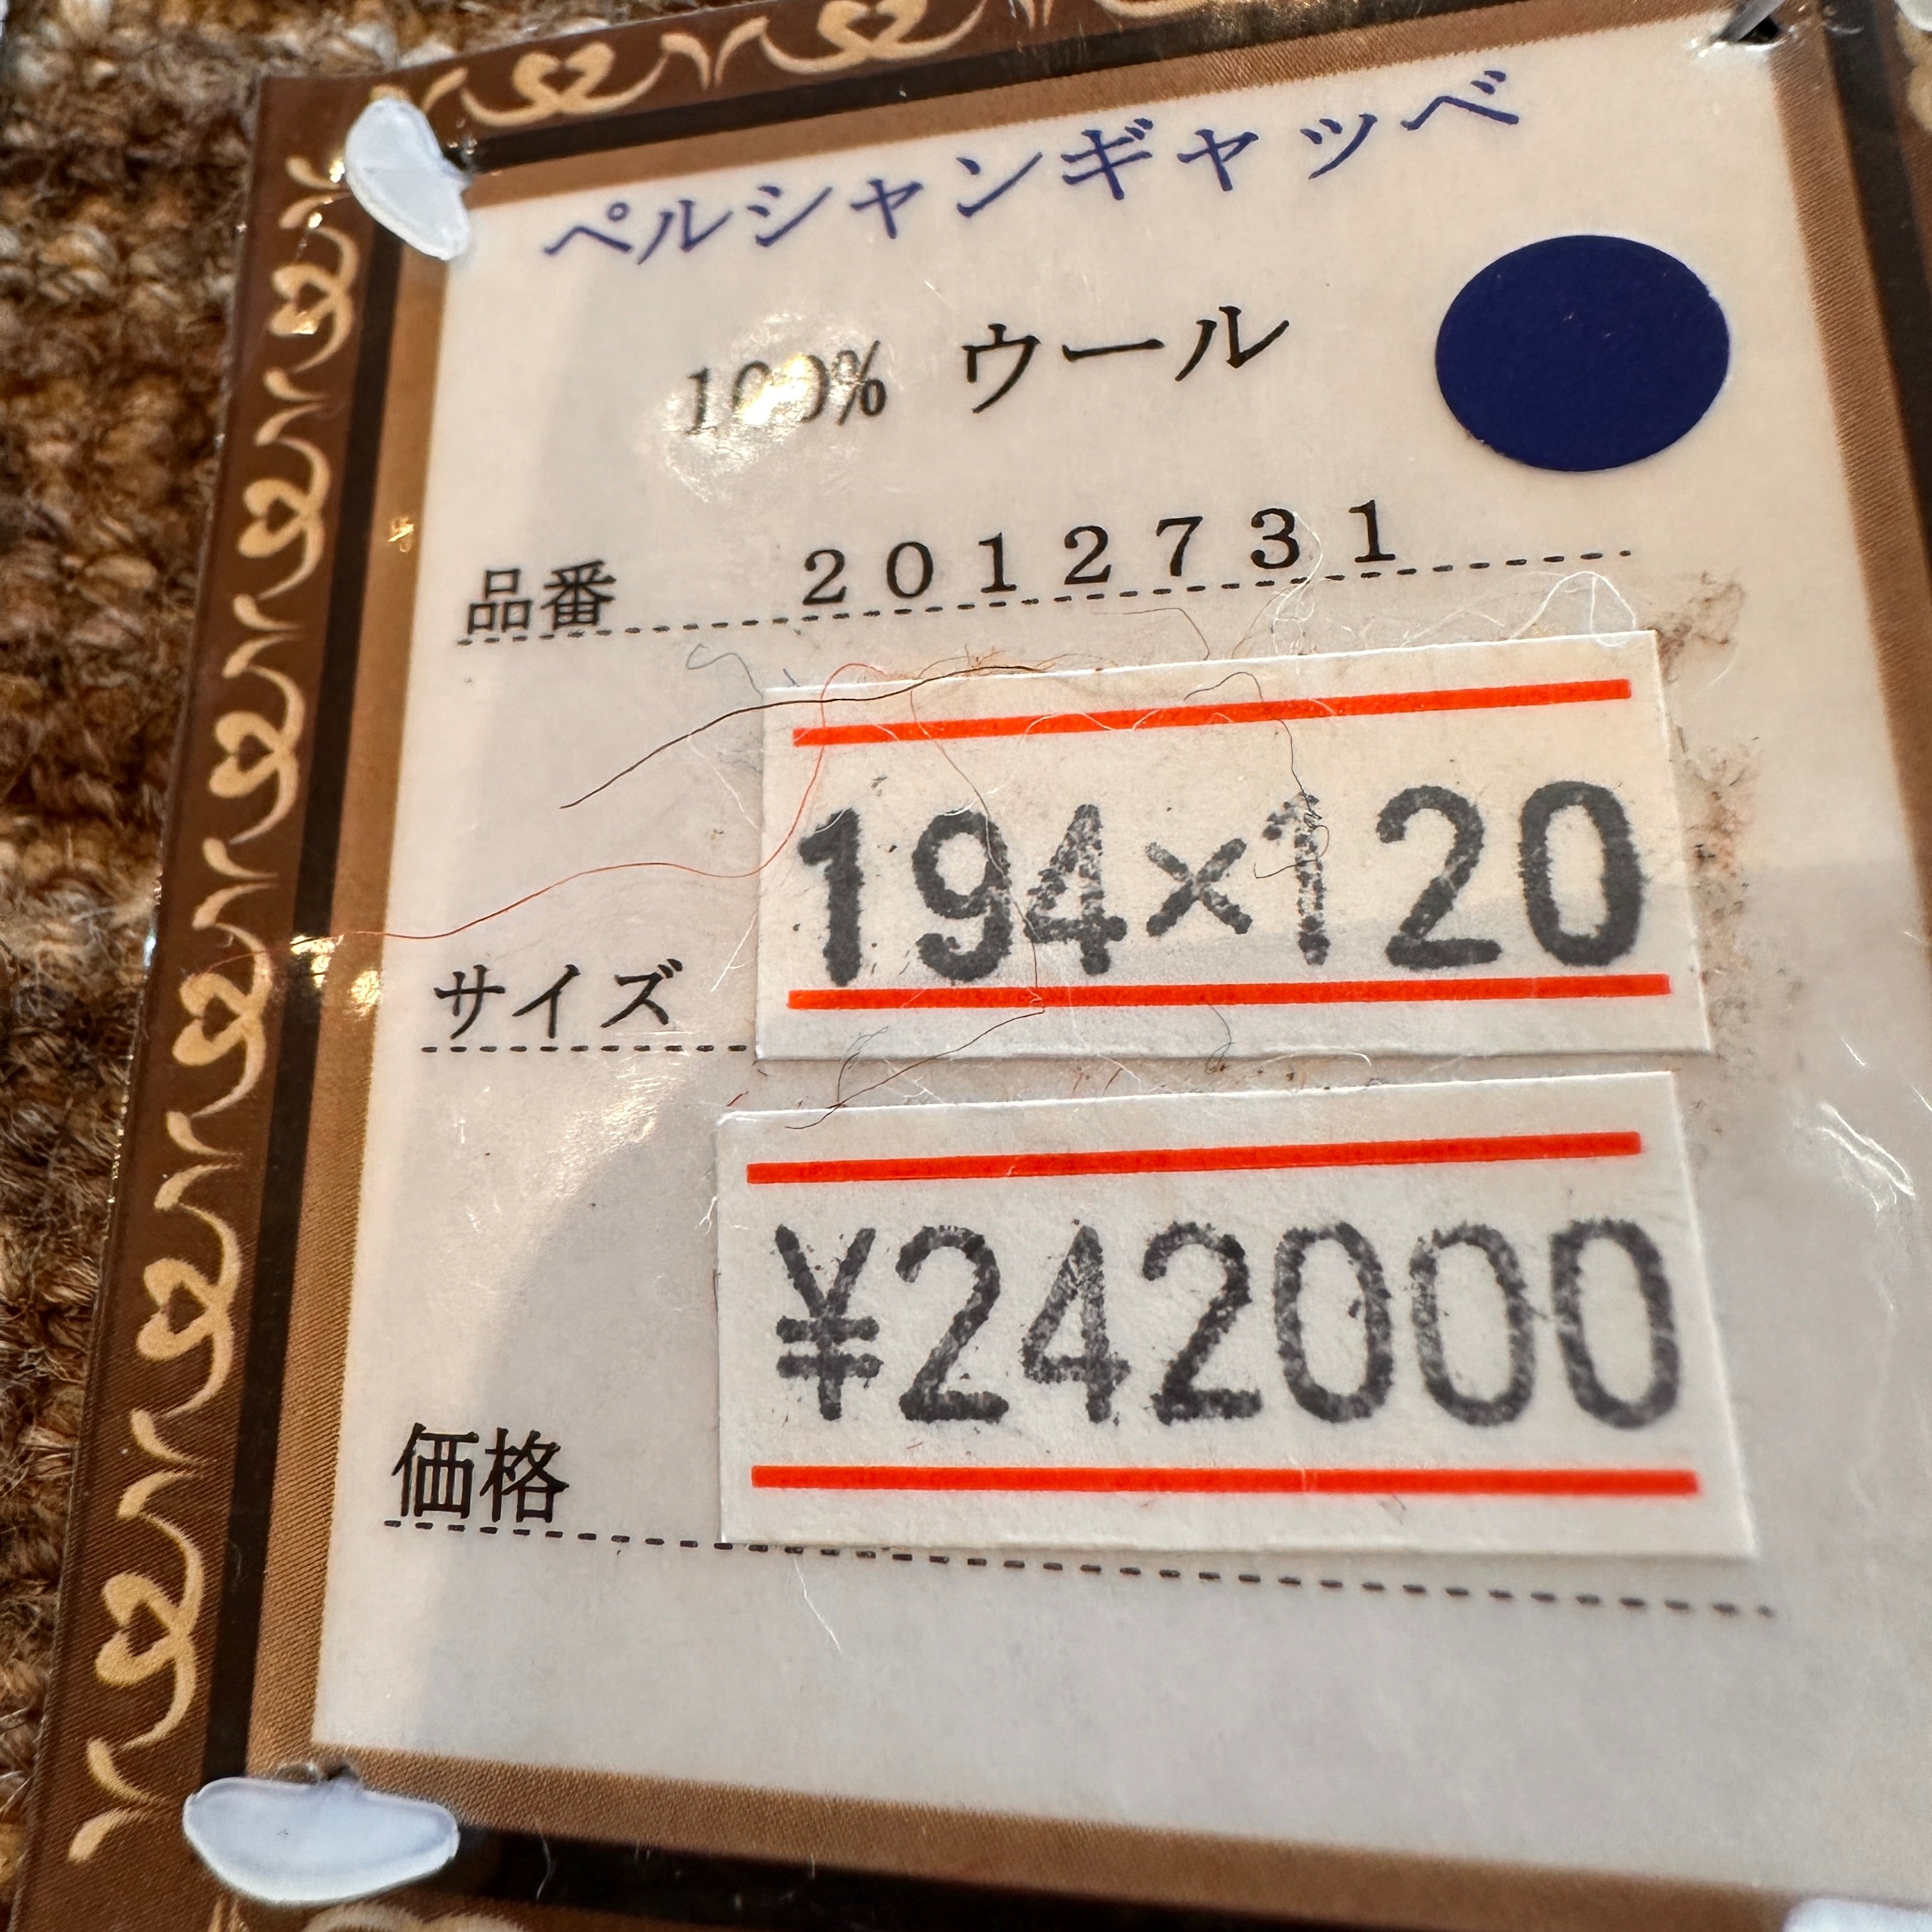 ペルシャンギャッベ
100% ウール
品番 2012731
サイズ 194×120
価格 ¥242000